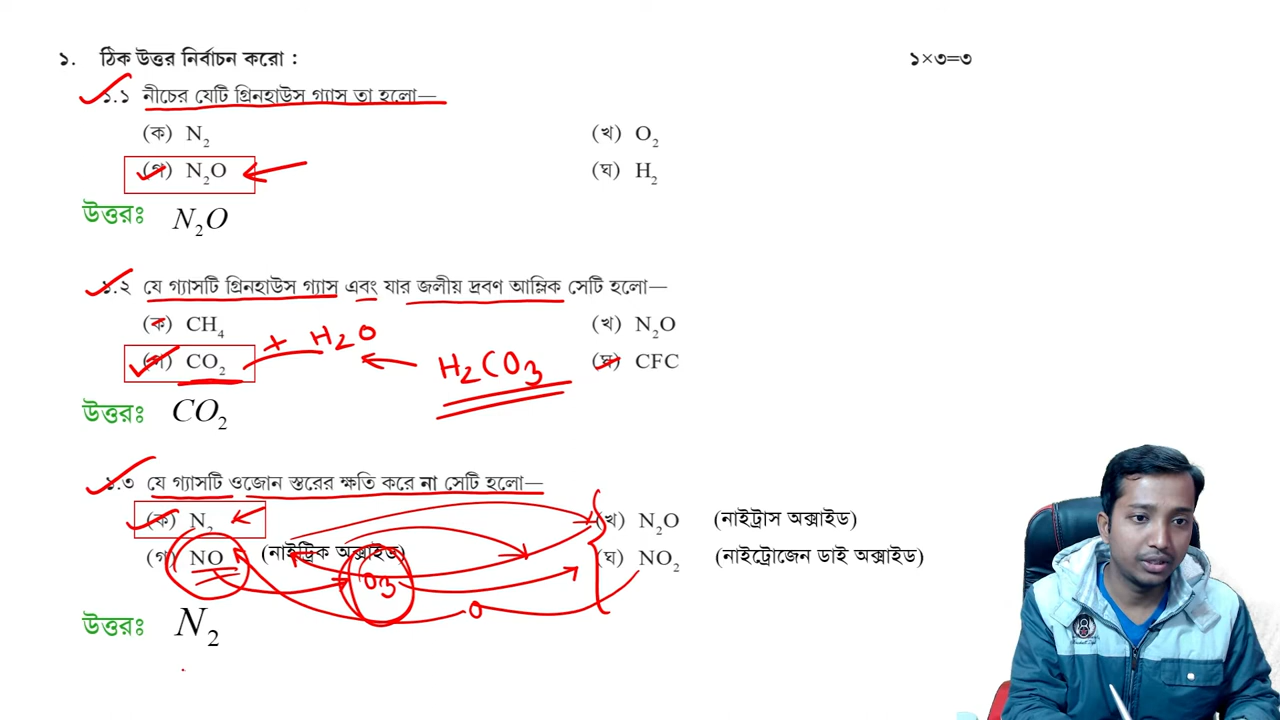 ১. ঠিক উত্তর নির্বাচন করো : ১×৩=৩
১.১ নীচের যেটি গ্রিনহাউস গ্যাস তা হলো—
(ক) N₂ (খ) O₂
(গ) N₂O (ঘ) H₂
উত্তরঃ N₂O
১.২ যে গ্যাসটি গ্রিনহাউস গ্যাস এবং যার জলীয় দ্রবণ আম্লিক সেটি হলো—
(ক) CH₄ + H₂O (খ) N₂O
(গ) CO₂ H₂CO₃ (ঘ) CFC
উত্তরঃ CO₂
১.৩ যে গ্যাসটি ওজোন স্তরের ক্ষতি করে না সেটি হলো—
(ক) N₂ (খ) N₂O (নাইট্রাস অক্সাইড)
(গ) NO (নাইট্রিক অক্সাইড) (ঘ) NO₂ (নাইট্রোজেন ডাই অক্সাইড)
O₃
O
উত্তরঃ N₂